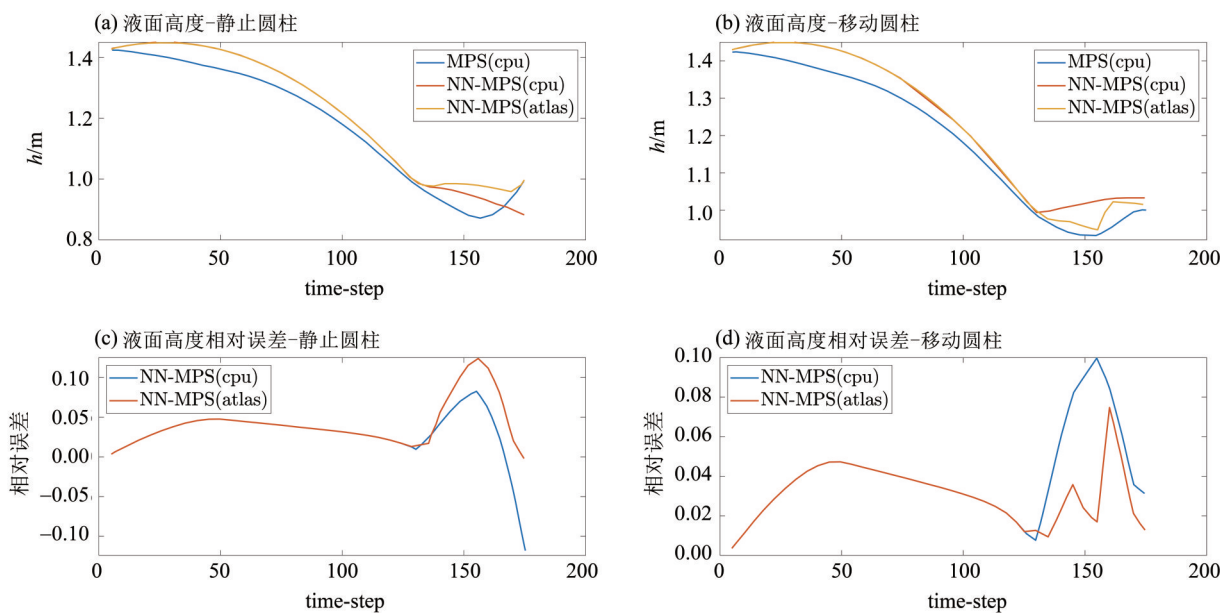 (a) 液面高度-静止圆柱
1.4
1.2
1.0
0.8
h/m
MPS(cpu)
NN-MPS(cpu)
NN-MPS(atlas)
0 50 100 150 200
time-step
(b) 液面高度-移动圆柱
1.4
1.3
1.2
1.1
1.0
h/m
MPS(cpu)
NN-MPS(cpu)
NN-MPS(atlas)
0 50 100 150 200
time-step
(c) 液面高度相对误差-静止圆柱
0.10
0.05
0.00
−0.05
−0.10
相对误差
NN-MPS(cpu)
NN-MPS(atlas)
0 50 100 150 200
time-step
(d) 液面高度相对误差-移动圆柱
0.10
0.08
0.06
0.04
0.02
0.00
相对误差
NN-MPS(cpu)
NN-MPS(atlas)
0 50 100 150 200
time-step